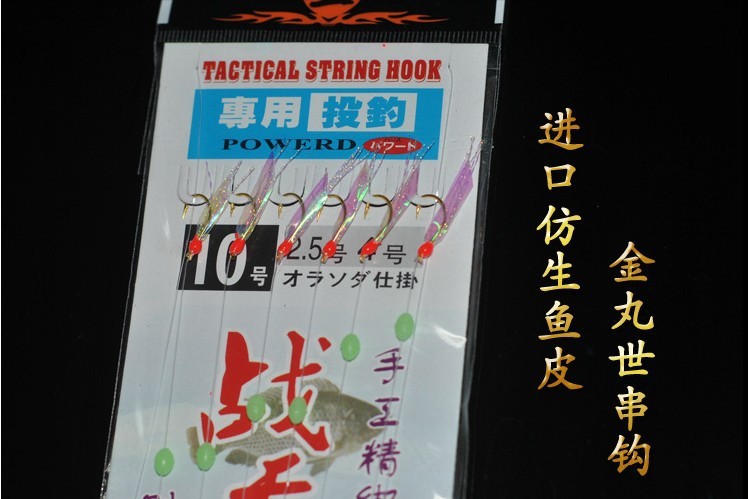 TACTICAL STRING HOOK
專用投釣
POWERD パワード
10号
2.5号 4号
オラソダ仕掛
战
手工精
进口仿生鱼皮
金丸世串钩